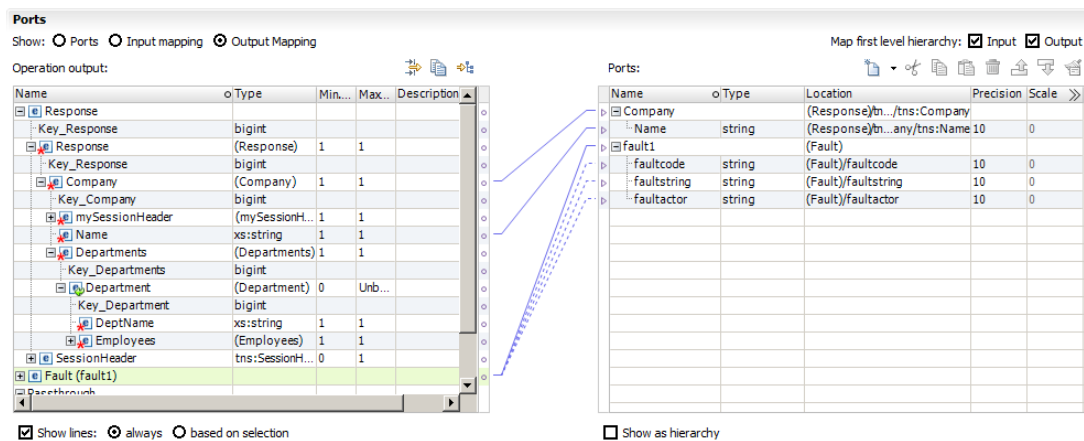 Ports
Show: Ports Input mapping Output Mapping
Map first level hierarchy: Input Output
Operation output:
Ports:
Name Type Min... Max... Description
Response
Key_Response bigint
Response (Response) 1 1
Key_Response bigint
Company (Company) 1 1
Key_Company bigint
mySessionHeader (mySessionH... 1 1
Name xs:string 1 1
Departments (Departments) 1 1
Key_Departments bigint
Department (Department) 0 Unb...
Key_Department bigint
DeptName xs:string 1 1
Employees (Employees) 1 1
SessionHeader tns:SessionH... 0 1
Fault (fault1)
Passthrough
Name Type Location Precision Scale
Company (Response)/tn.../tns:Company
Name string (Response)/tn...any/tns:Name 10 0
fault1 (Fault)
faultcode string (Fault)/faultcode 10 0
faultstring string (Fault)/faultstring 10 0
faultactor string (Fault)/faultactor 10 0
Show lines: always based on selection
Show as hierarchy